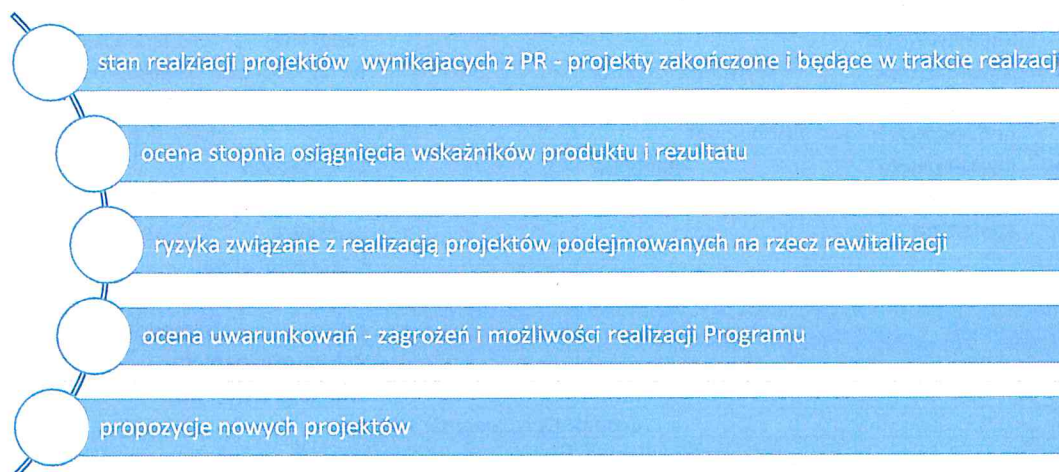 stan realziacji projektów wynikajacych z PR - projekty zakończone i będące w trakcie realzacj
ocena stopnia osiągnięcia wskaźników produktu i rezultatu
ryzyka związane z realizacją projektów podejmowanych na rzecz rewitalizacji
ocena uwarunkowań - zagrożeń i możliwości realizacji Programu
propozycje nowych projektów